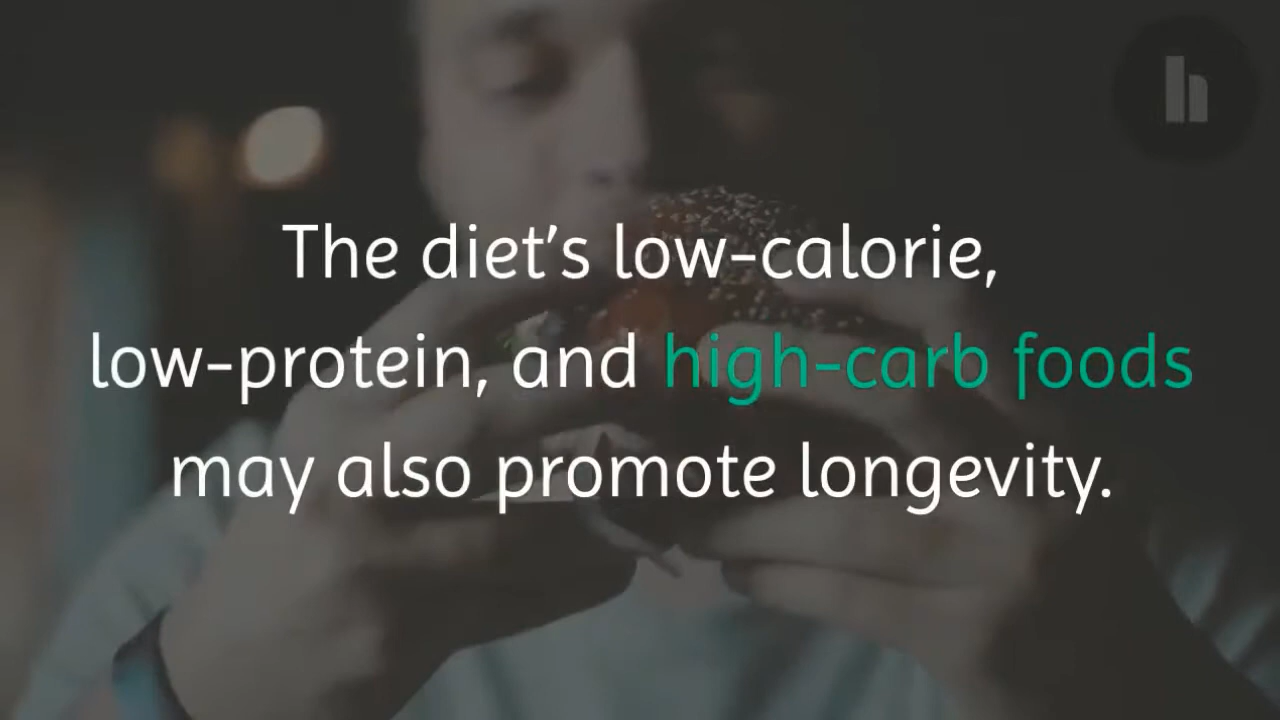 The diet’s low-calorie,
low-protein, and high-carb foods
may also promote longevity.